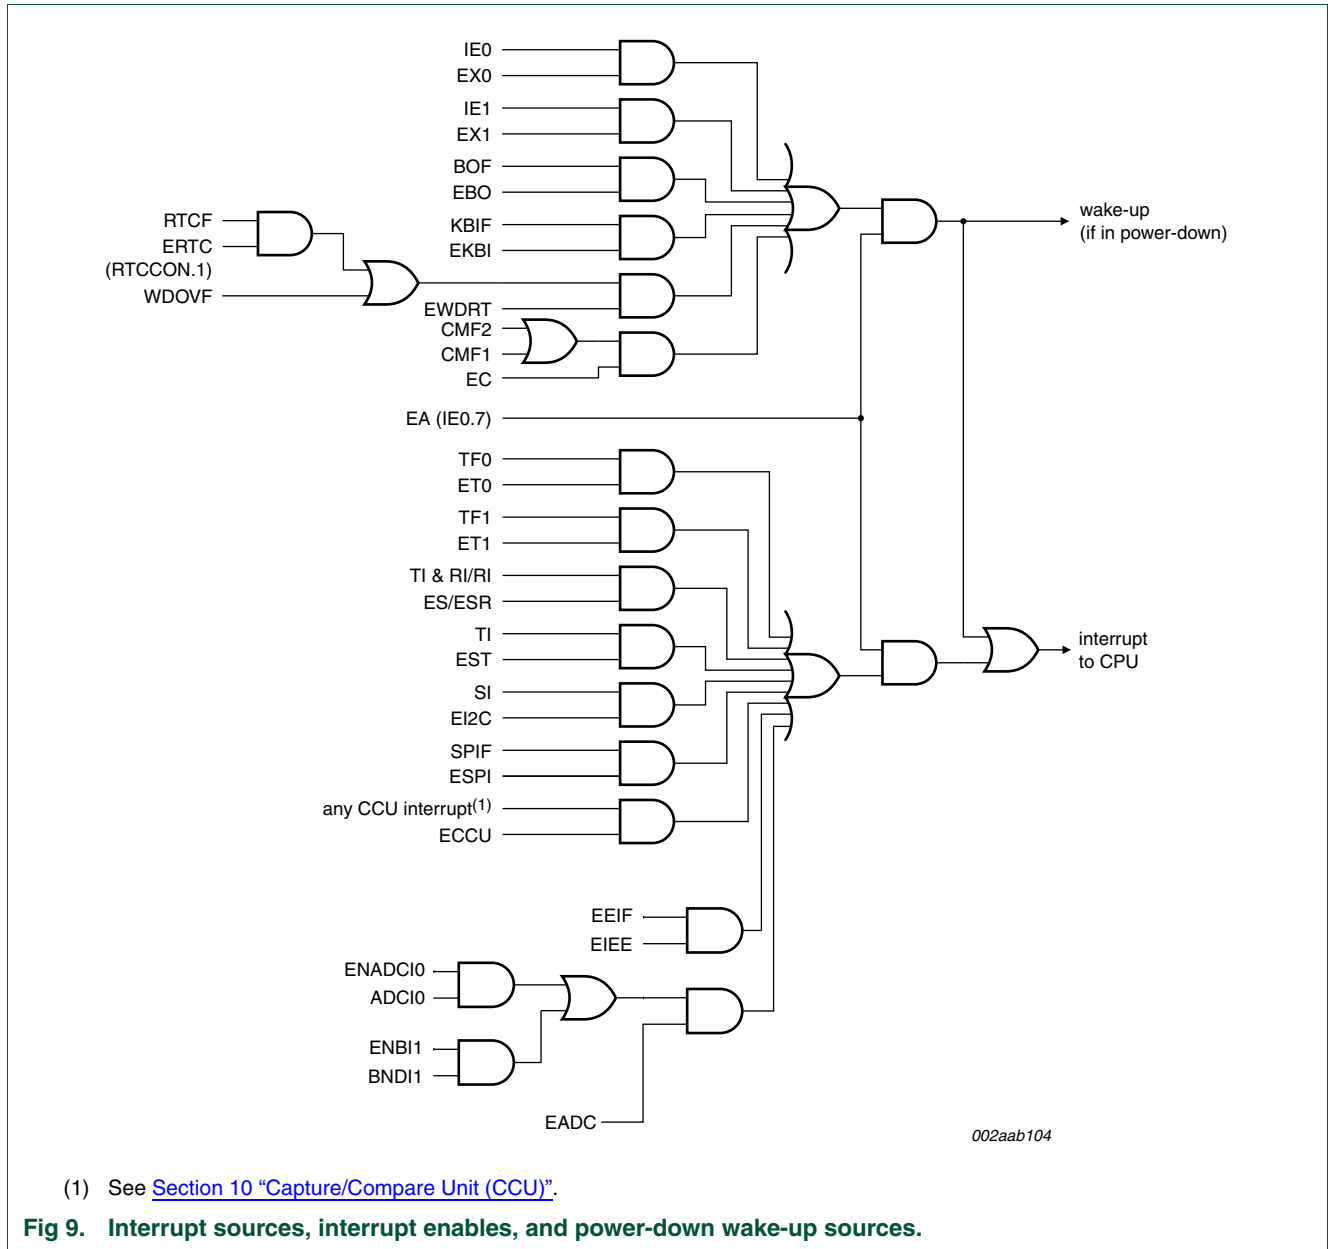 IE0
EX0
IE1
EX1
BOF
EBO
KBIF
EKBI
RTCF
ERTC
(RTCCON.1)
WDOVF
EWDRT
CMF2
CMF1
EC
wake-up
(if in power-down)
EA (IE0.7)
TF0
ET0
TF1
ET1
TI & RI/RI
ES/ESR
TI
EST
SI
EI2C
SPIF
ESPI
any CCU interrupt(1)
ECCU
interrupt
to CPU
EEIF
EIEE
ENADCI0
ADCI0
ENBI1
BNDI1
EADC
002aab104
(1) See Section 10 “Capture/Compare Unit (CCU)”.
Fig 9. Interrupt sources, interrupt enables, and power-down wake-up sources.